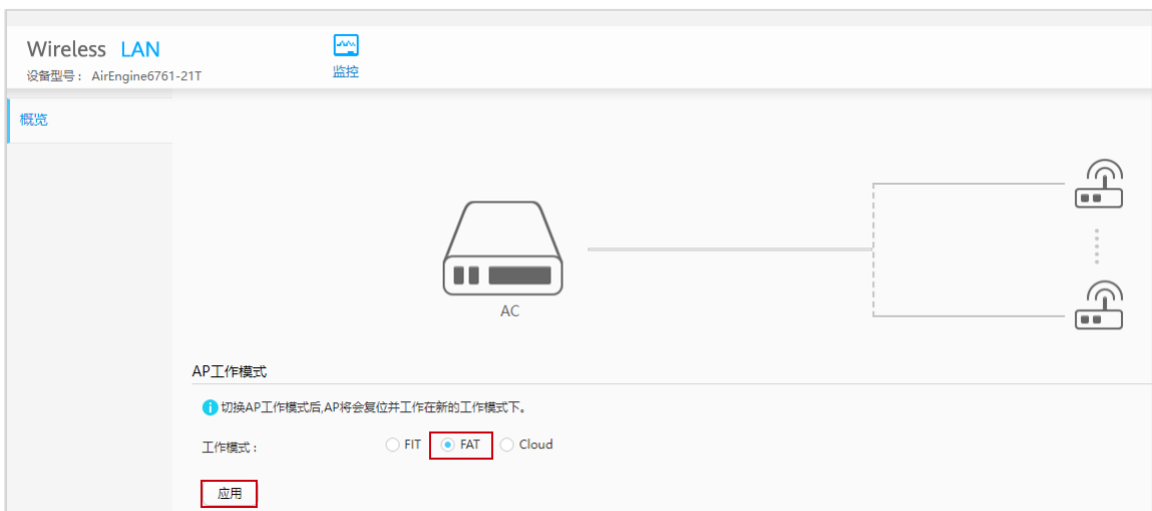 Wireless LAN
设备型号： AirEngine6761-21T
监控
概览
AC
AP工作模式
切换AP工作模式后,AP将会复位并工作在新的工作模式下。
工作模式： FIT FAT Cloud
应用